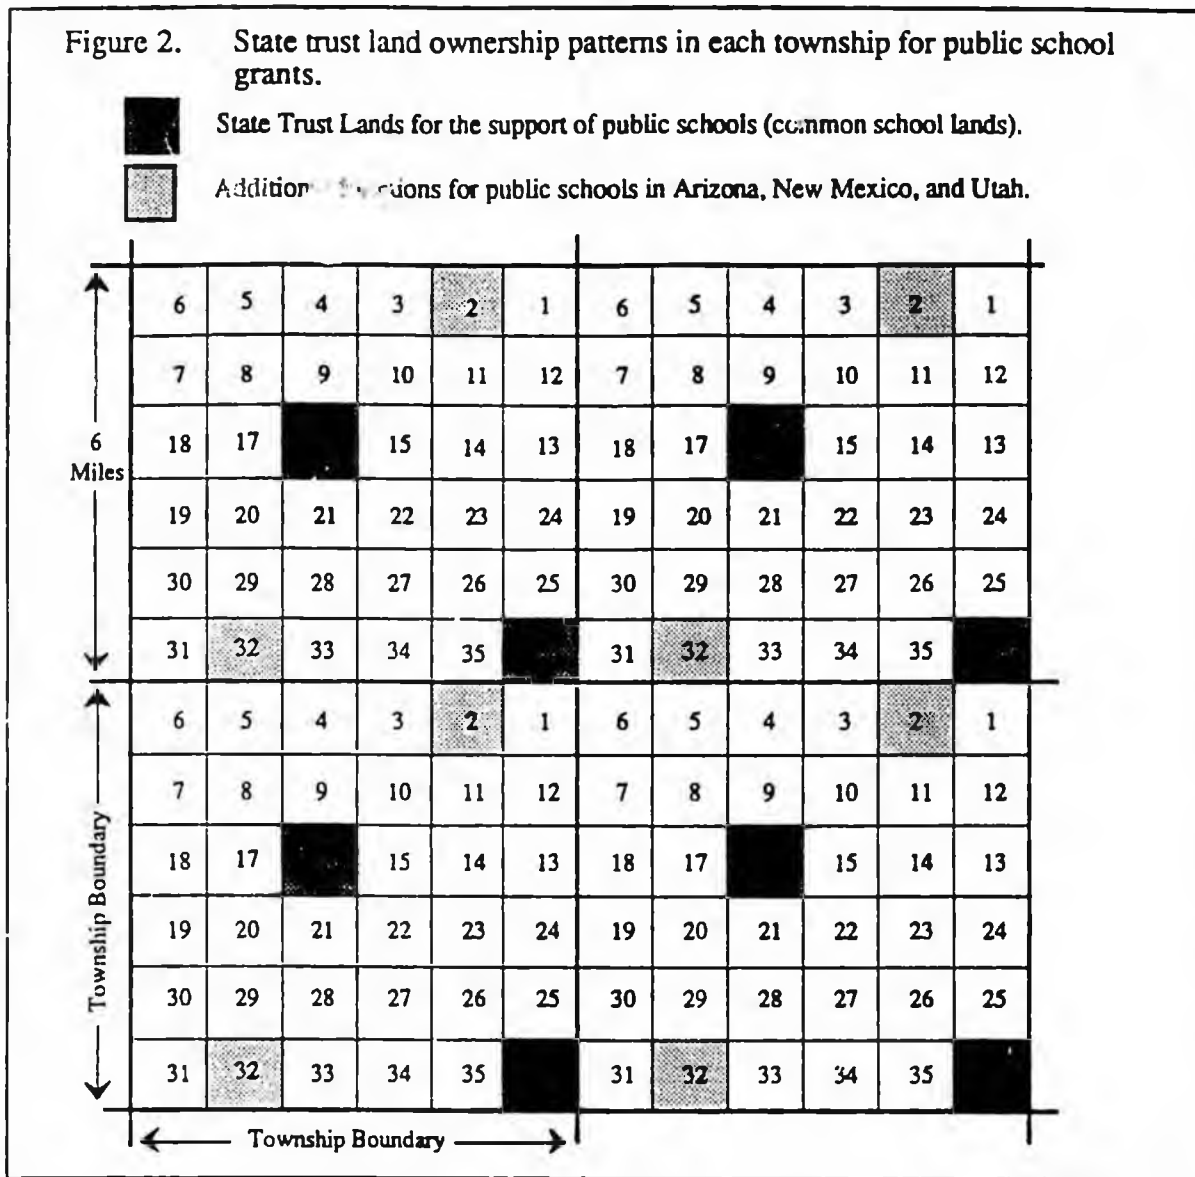 Figure 2. State trust land ownership patterns in each township for public school
grants.
State Trust Lands for the support of public schools (common school lands).
for public schools in Arizona, New Mexico, and Utah.
6 5 4 3 2 1 6 5 4 3 2 1
7 8 9 10 11 12 7 8 9 10 11 12
18 17 15 14 13 18 17 15 14 13
6
Miles
19 20 21 22 23 24 19 20 21 22 23 24
30 29 28 27 26 25 30 29 28 27 26 25
31 32 33 34 35 31 32 33 34 35
6 5 4 3 2 1 6 5 4 3 2 1
7 8 9 10 11 12 7 8 9 10 11 12
18 17 15 14 13 18 17 15 14 13
Township Boundary
19 20 21 22 23 24 19 20 21 22 23 24
30 29 28 27 26 25 30 29 28 27 26 25
31 32 33 34 35 31 32 33 34 35
Township Boundary